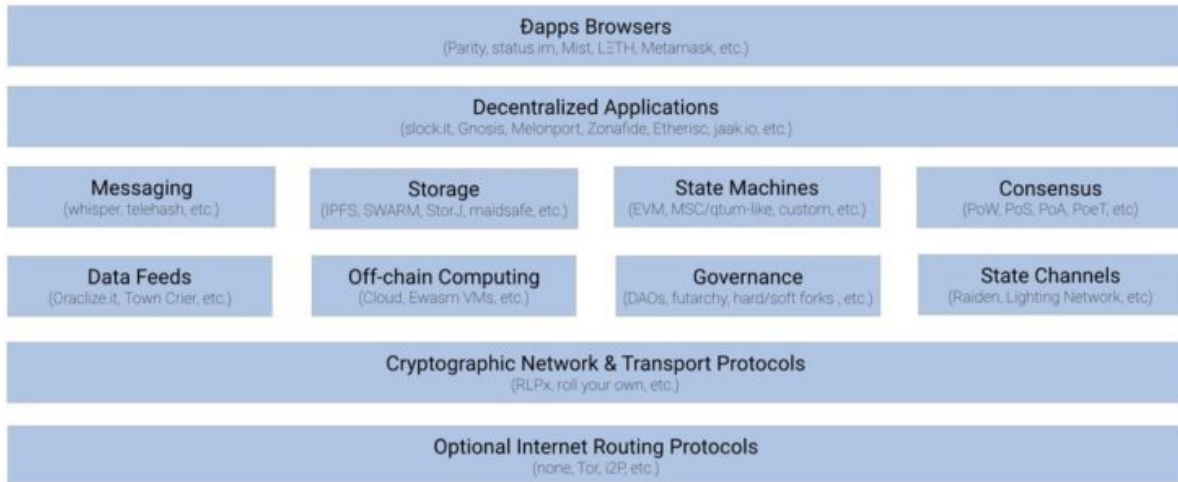 Ðapps Browsers
(Parity, status.im, Mist, LΞTH, Metamask, etc.)
Decentralized Applications
(slock.it, Gnosis, Melonport, Zonafide, Etherisc, jaak.io, etc.)
Messaging
(whisper, telehash, etc.)
Storage
(IPFS, SWARM, StorJ, maidsafe, etc.)
State Machines
(EVM, MSC/qtum-like, custom, etc.)
Consensus
(PoW, PoS, PoA, PoeT, etc)
Data Feeds
(Oraclize.it, Town Crier, etc.)
Off-chain Computing
(Cloud, Ewasm VMs, etc.)
Governance
(DAOs, futarchy, hard/soft forks , etc.)
State Channels
(Raiden, Lighting Network, etc)
Cryptographic Network & Transport Protocols
(RLPx, roll your own, etc.)
Optional Internet Routing Protocols
(none, Tor, i2P, etc.)